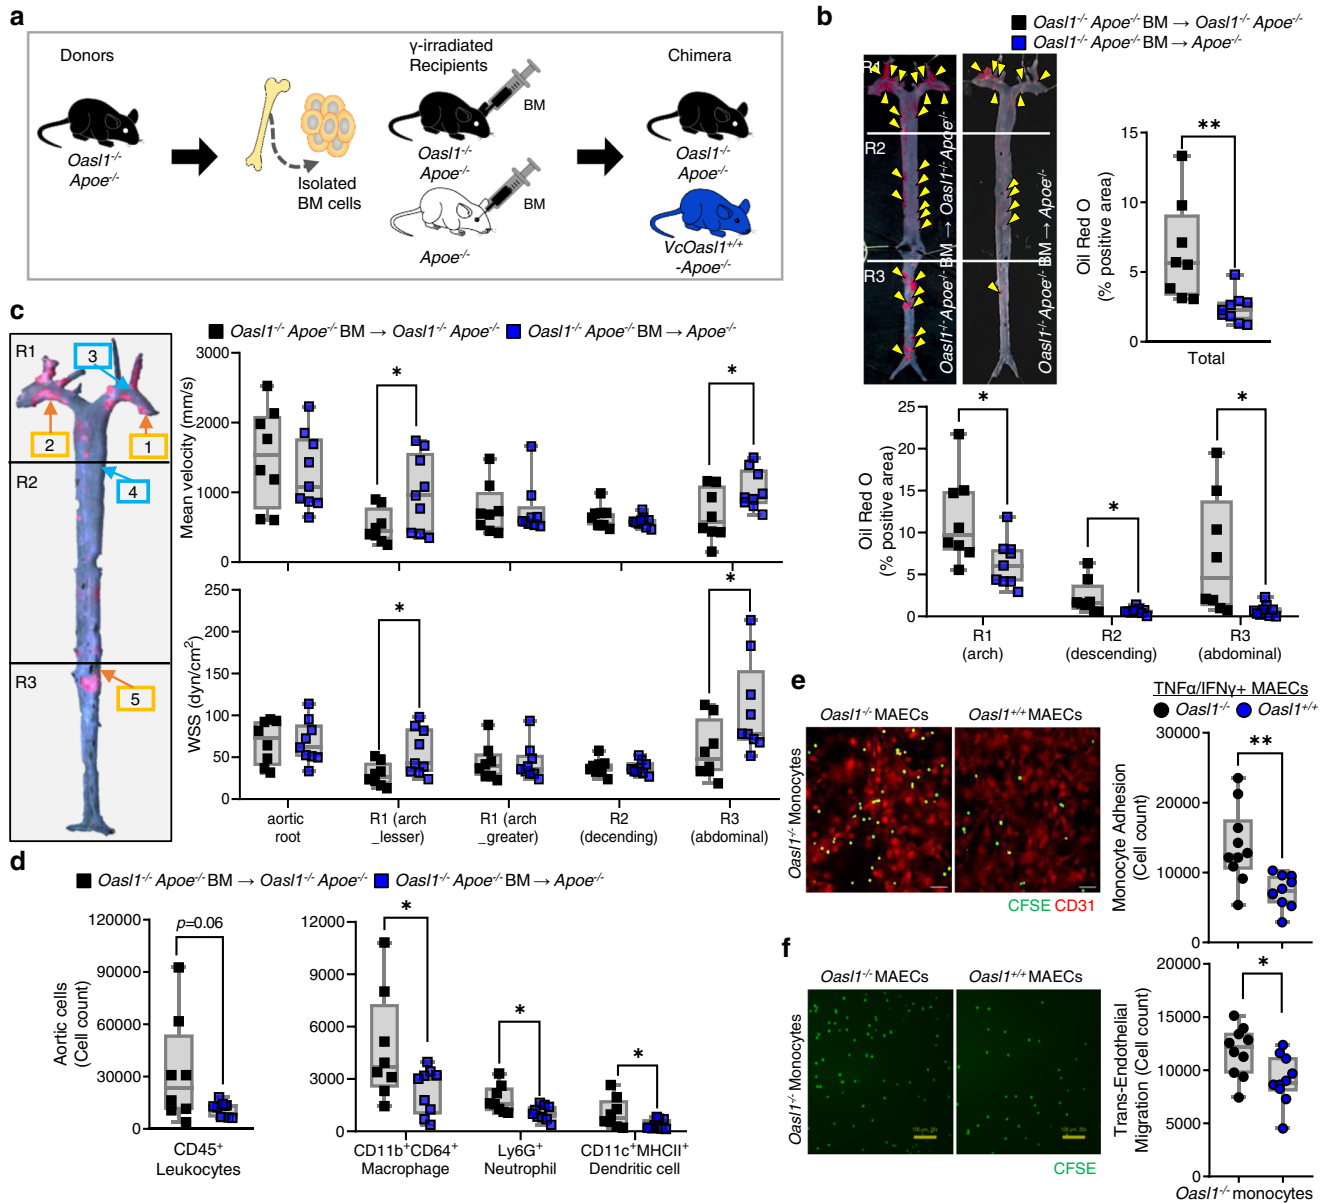 a
Donors
γ-irradiated
Recipients
Chimera
BM
Oasl1-/-
Apoe-/-
Isolated
BM cells
Oasl1-/-
Apoe-/-
BM
Apoe-/-
Oasl1-/-
Apoe-/-
VcOasl1+/+
-Apoe-/-
b
Oasl1-/- Apoe-/- BM → Oasl1-/- Apoe-/-
Oasl1-/- Apoe-/- BM → Apoe-/-
R1
R2
R3
Oasl1-/-Apoe-/- BM → Oasl1-/-Apoe-/-
Oasl1-/-Apoe-/- BM → Apoe-/-
Oil Red O
(% positive area)
15
10
5
0
**
Total
Oil Red O
(% positive area)
25
20
15
10
5
0
*
*
*
R1
(arch)
R2
(descending)
R3
(abdominal)
c
R1
R2
R3
3
2
1
4
5
Oasl1-/- Apoe-/- BM → Oasl1-/- Apoe-/-
Oasl1-/- Apoe-/- BM → Apoe-/-
Mean velocity (mm/s)
3000
2000
1000
0
*
*
WSS (dyn/cm2)
250
200
150
100
50
0
*
*
aortic
root
R1 (arch
_lesser)
R1 (arch
_greater)
R2
(decending)
R3
(abdominal)
d
Oasl1-/- Apoe-/- BM → Oasl1-/- Apoe-/-
Oasl1-/- Apoe-/- BM → Apoe-/-
Aortic cells
(Cell count)
120000
90000
60000
30000
0
p=0.06
CD45+
Leukocytes
12000
9000
6000
3000
0
*
*
*
CD11b+CD64+
Macrophage
Ly6G+
Neutrophil
CD11c+MHCII+
Dendritic cell
e
Oasl1-/- MAECs
Oasl1+/+ MAECs
Oasl1-/- Monocytes
CFSE CD31
TNFα/IFNγ+ MAECs
Oasl1-/-
Oasl1+/+
Monocyte Adhesion
(Cell count)
30000
20000
10000
0
**
f
Oasl1-/- MAECs
Oasl1+/+ MAECs
Oasl1-/- Monocytes
CFSE
Trans-Endothelial
Migration (Cell count)
20000
15000
10000
5000
0
*
Oasl1-/- monocytes